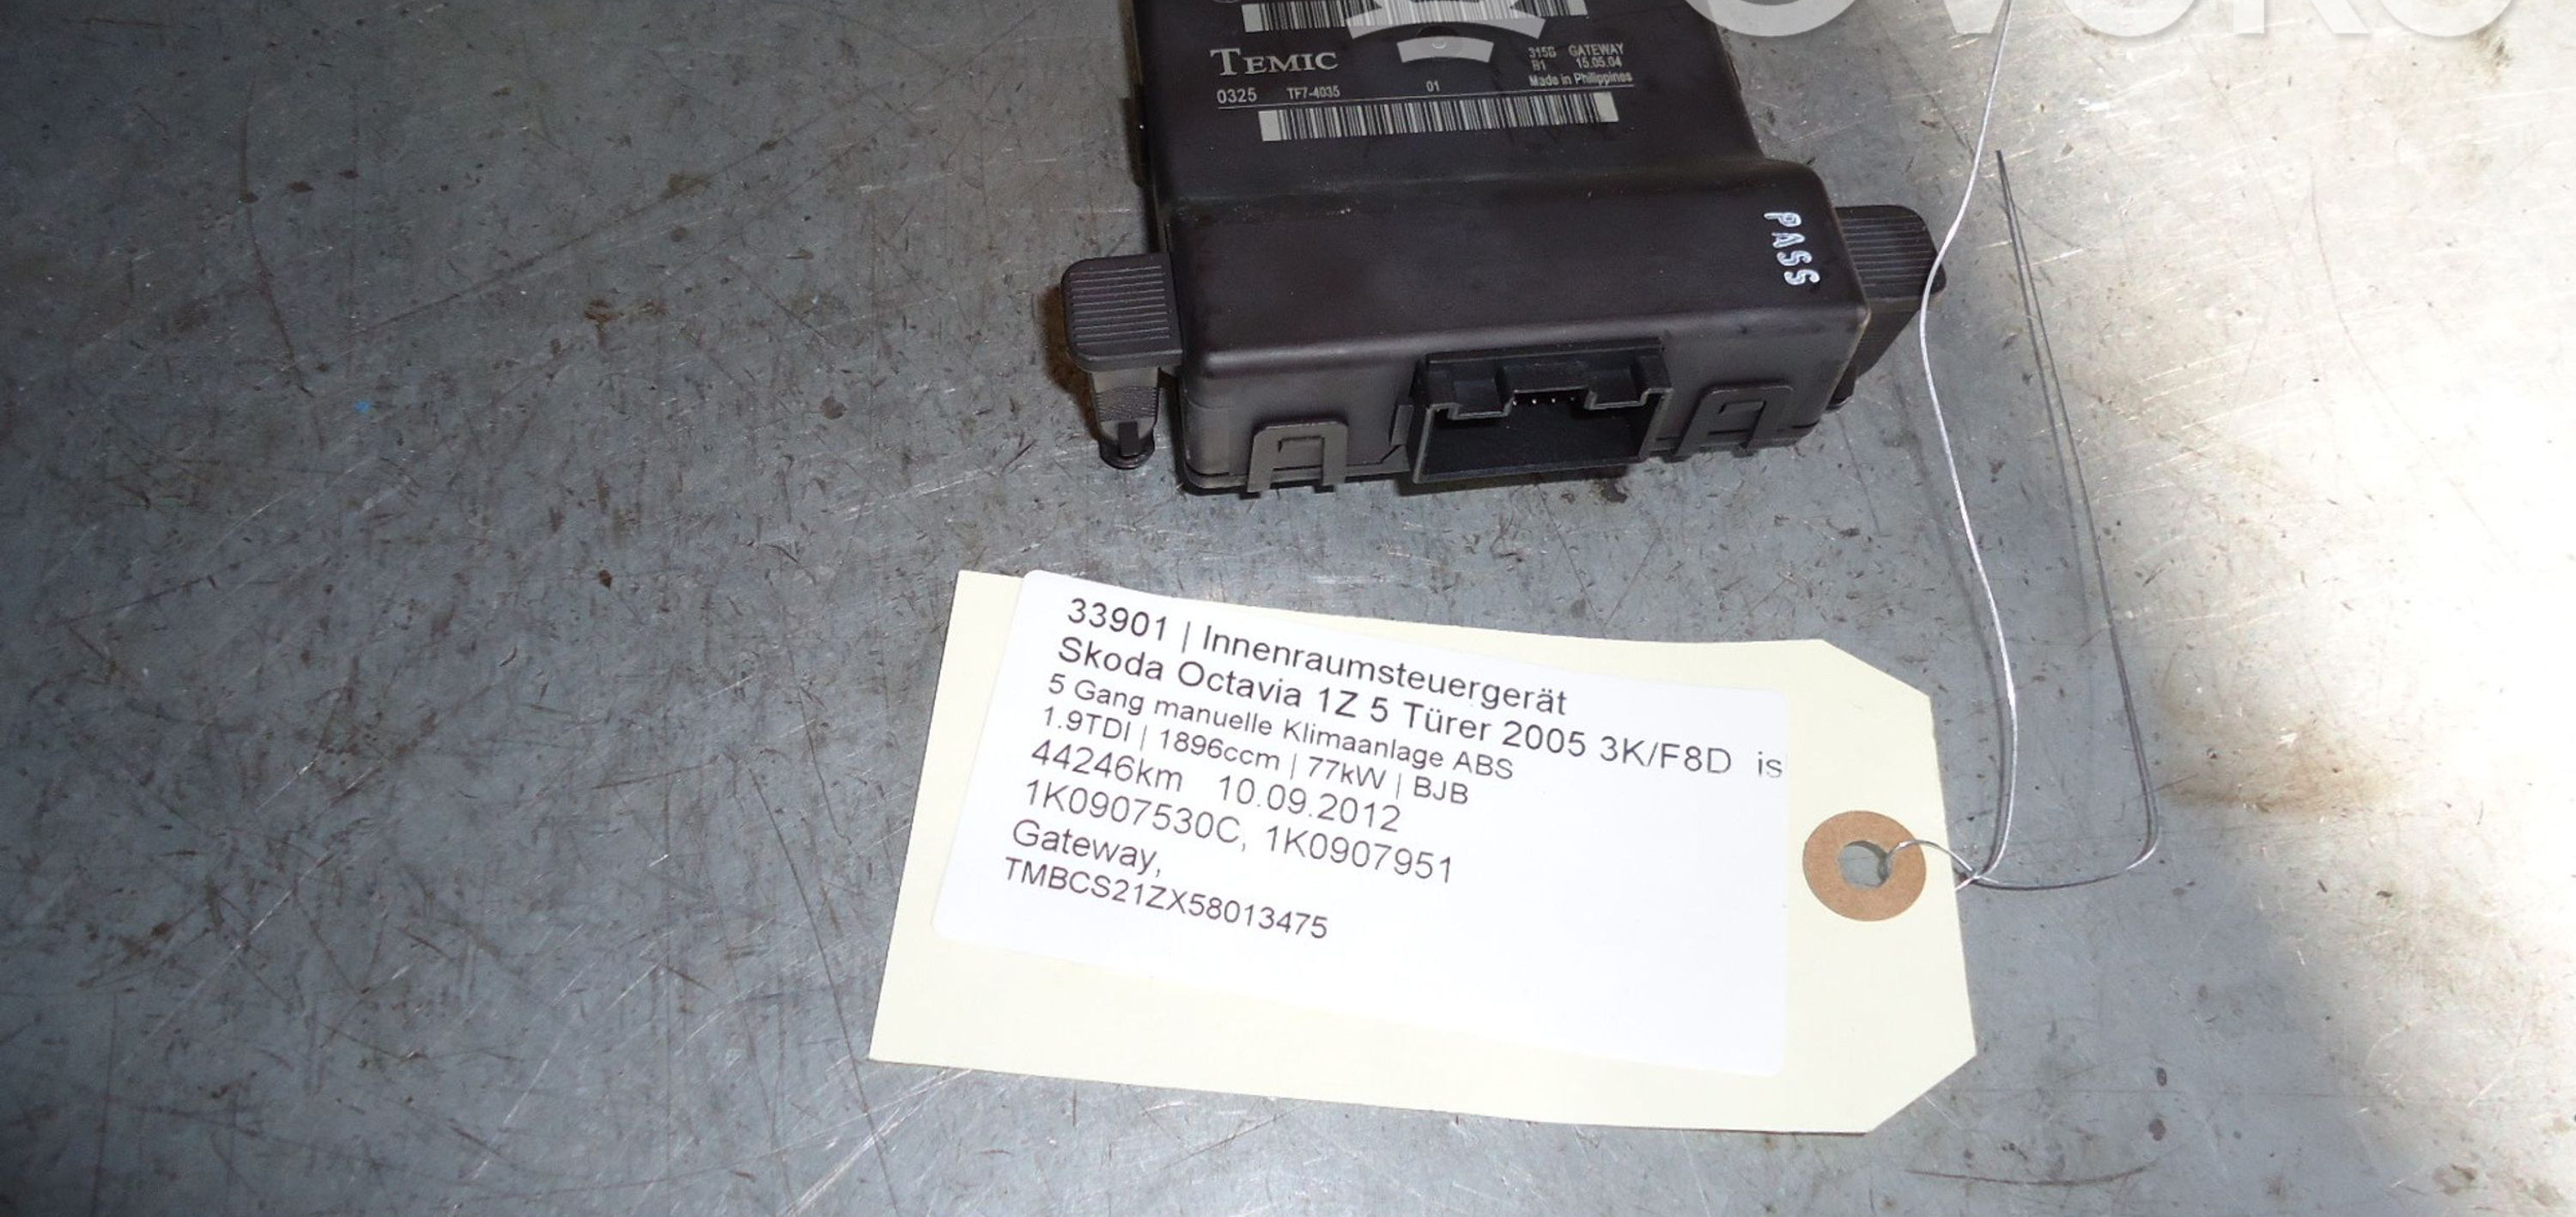 TEMIC
315B GATEWAY
B1 15.05.04
Made in Philippines
0325 TF7-4035 01
PASS
33901 | Innenraumsteuergerät
Skoda Octavia 1Z 5 Türer 2005 3K/F8D is
5 Gang manuelle Klimaanlage ABS
1.9TDI | 1896ccm | 77kW | BJB
44246km 10.09.2012
1K0907530C, 1K0907951
Gateway,
TMBCS21ZX58013475